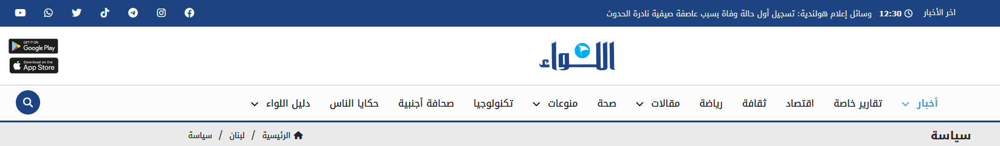 اخر الأخبار 12:30 وسائل إعلام هولندية: تسجيل أول حالة وفاة بسبب عاصفة صيفية نادرة الحدوث
اللواء
GET IT ON
Google Play
Download on the
App Store
أخبار تقارير خاصة اقتصاد ثقافة رياضة مقالات صحة منوعات تكنولوجيا صحافة أجنبية حكايا الناس دليل اللواء
سياسة
الرئيسية / لبنان / سياسة